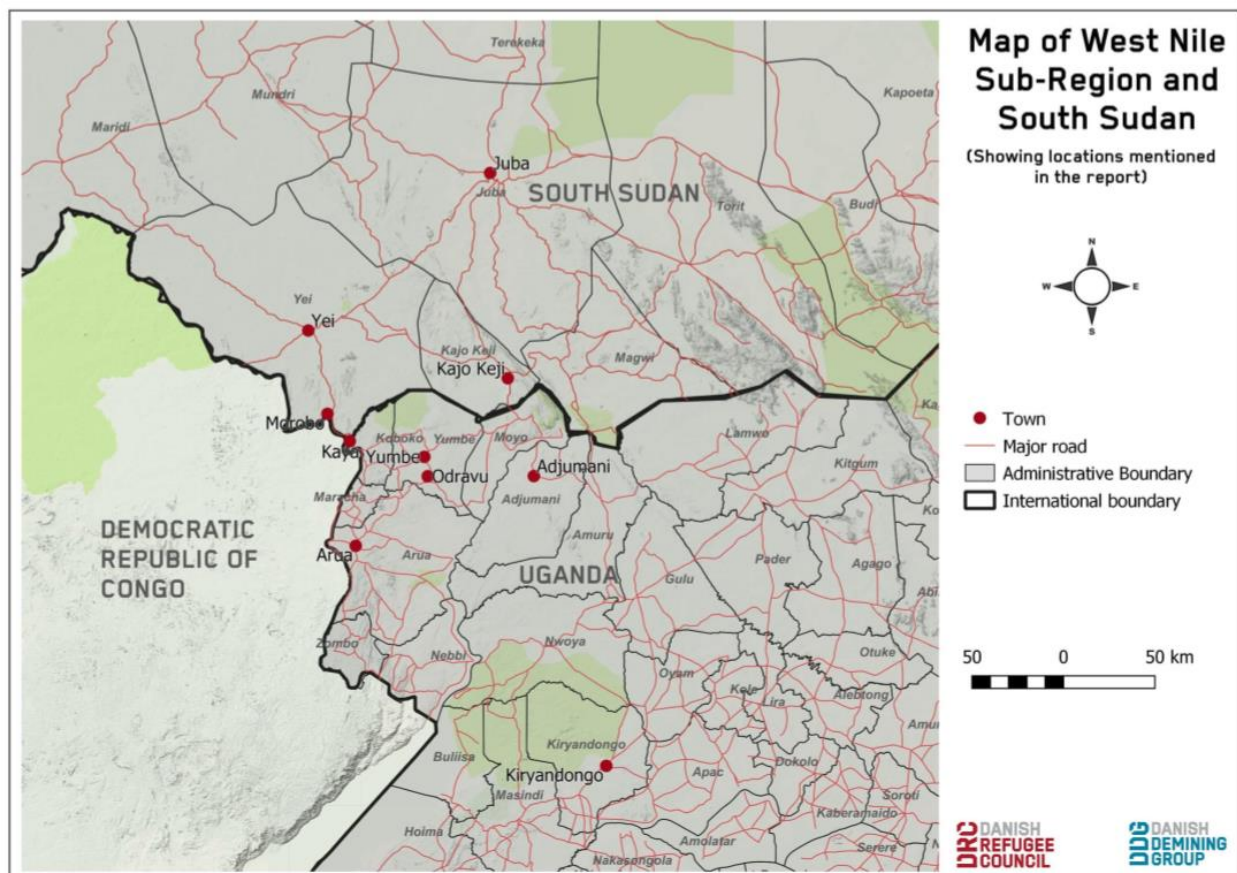 Map of West Nile
Sub-Region and
South Sudan
(Showing locations mentioned
in the report)
N
W
E
S
Town
Major road
Administrative Boundary
International boundary
50 0 50 km
DRC DANISH
REFUGEE
COUNCIL
DDG DANISH
DEMINING
GROUP
Terekeka
Mundri
Kapoeta
Maridi
Juba
Juba
SOUTH SUDAN
Torit
Budi
Yei
Yei
Kajo Keji
Magwi
Kajo Keji
Morobo
Kaya
Koboko
Yumbe
Moyo
Lamwo
Yumbe
Odravu
Adjumani
Kitgum
Maracha
Adjumani
DEMOCRATIC
REPUBLIC OF
CONGO
Amuru
Arua
Arua
Pader
Agago
UGANDA
Gulu
Zombo
Nebbi
Nwoya
Otuke
Oyam
Kole
Lira
Alebtong
Buliisa
Kiryandongo
Kiryandongo
Apac
Dokolo
Masindi
Soroti
Kaberamaido
Hoima
Amolatar
Serere
Nakasongola